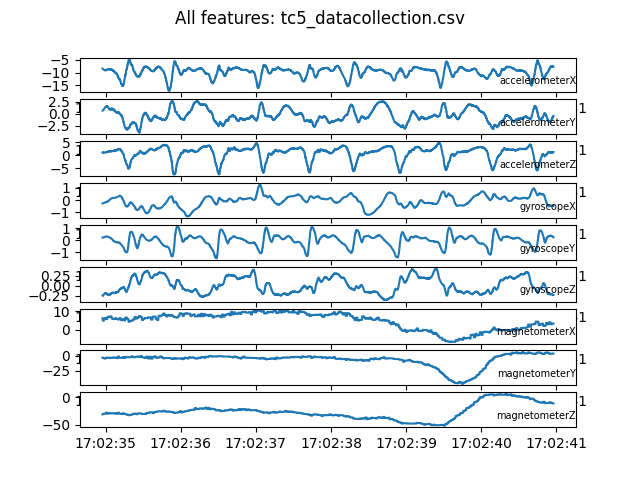 All features: tc5_datacollection.csv
−5
−10
−15
accelerometerX
2.5
0.0
−2.5
accelerometerY
1
5
0
−5
accelerometerZ
1
1
0
−1
gyroscopeX
1
1
0
−1
gyroscopeY
1
0.25
0.00
−0.25
gyroscopeZ
1
10
0
magnetometerX
1
0
−25
magnetometerY
1
0
−50
magnetometerZ
1
17:02:35 17:02:36 17:02:37 17:02:38 17:02:39 17:02:40 17:02:41